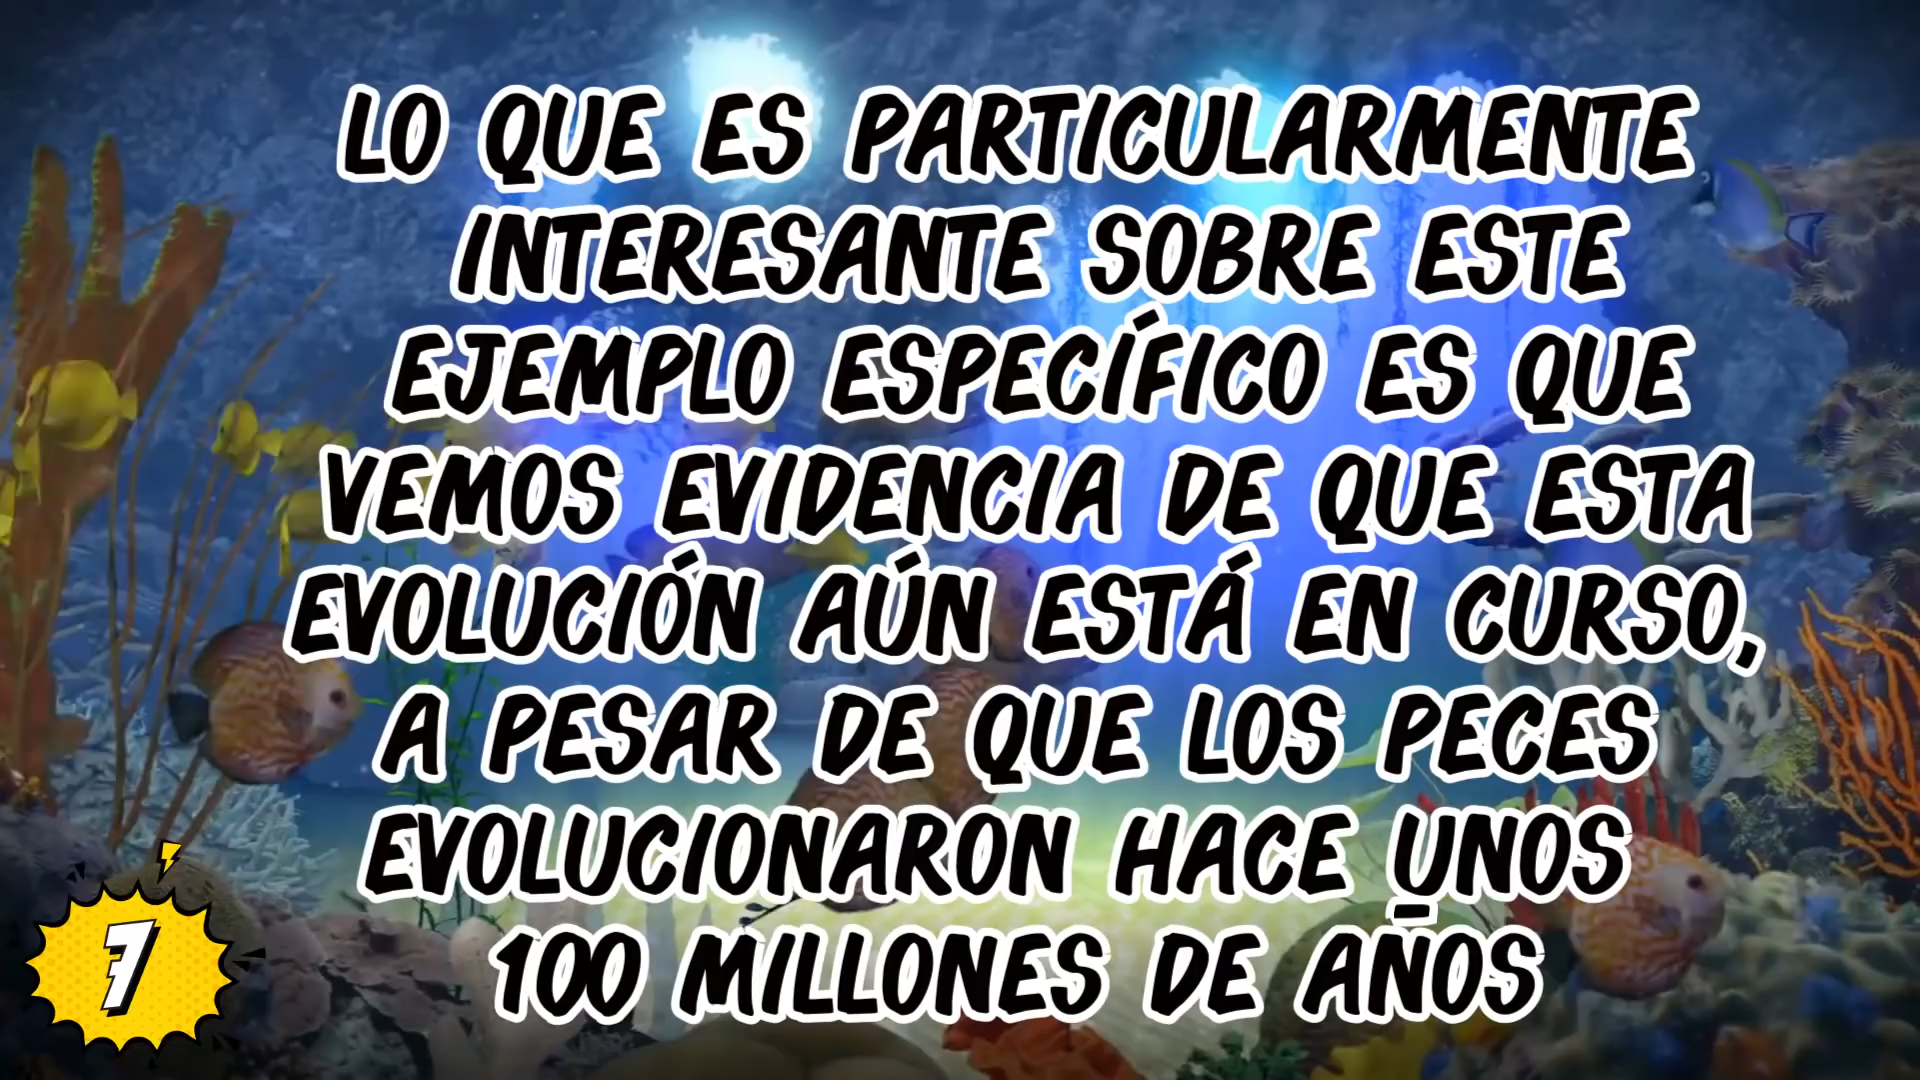 LO QUE ES PARTICULARMENTE
INTERESANTE SOBRE ESTE
EJEMPLO ESPECÍFICO ES QUE
VEMOS EVIDENCIA DE QUE ESTA
EVOLUCIÓN AÚN ESTÁ EN CURSO,
A PESAR DE QUE LOS PECES
EVOLUCIONARON HACE UNOS
100 MILLONES DE AÑOS
7